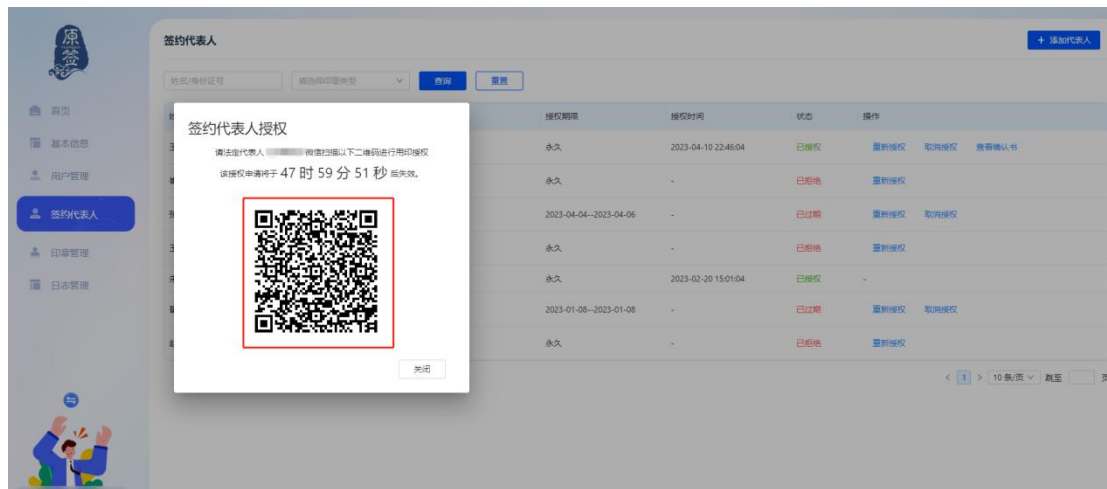 原签
签约代表人
+ 添加代表人
姓名/身份证号
请选择印章类型
查询
重置
首页
基本信息
用户管理
签约代表人
印章管理
日志管理
签约代表人授权
请法定代表人 微信扫描以下二维码进行用印授权
该授权申请将于 47 时 59 分 51 秒 后失效。
关闭
授权期限 授权时间 状态 操作
永久 2023-04-10 22:46:04 已授权 重新授权 取消授权 查看确认书
永久 - 已拒绝 重新授权
2023-04-04--2023-04-06 - 已过期 重新授权 取消授权
永久 - 已拒绝 重新授权
永久 2023-02-20 15:01:04 已授权 -
2023-01-08--2023-01-08 - 已过期 重新授权 取消授权
永久 - 已拒绝 重新授权
< 1 > 10 条/页 跳至 页